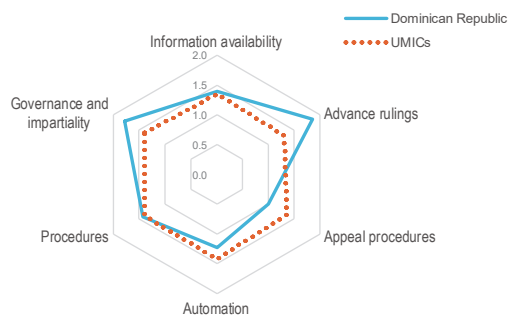 Dominican Republic
UMICs
Information availability
2.0
1.5
1.0
0.5
0.0
Governance and
impartiality
Advance rulings
Procedures
Appeal procedures
Automation